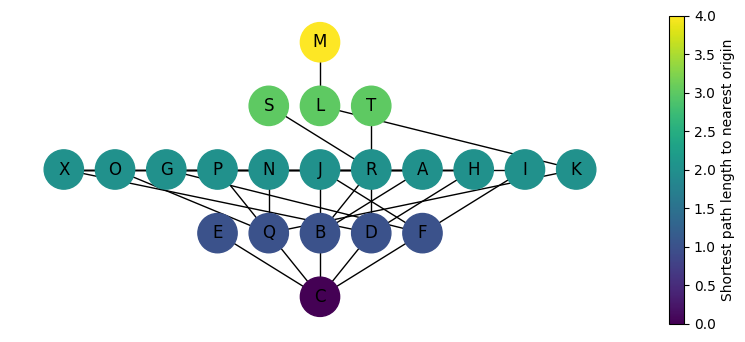 M
S L T
X O G P N J R A H I K
E Q B D F
C
4.0
3.5
3.0
2.5
2.0
1.5
1.0
0.5
0.0
Shortest path length to nearest origin